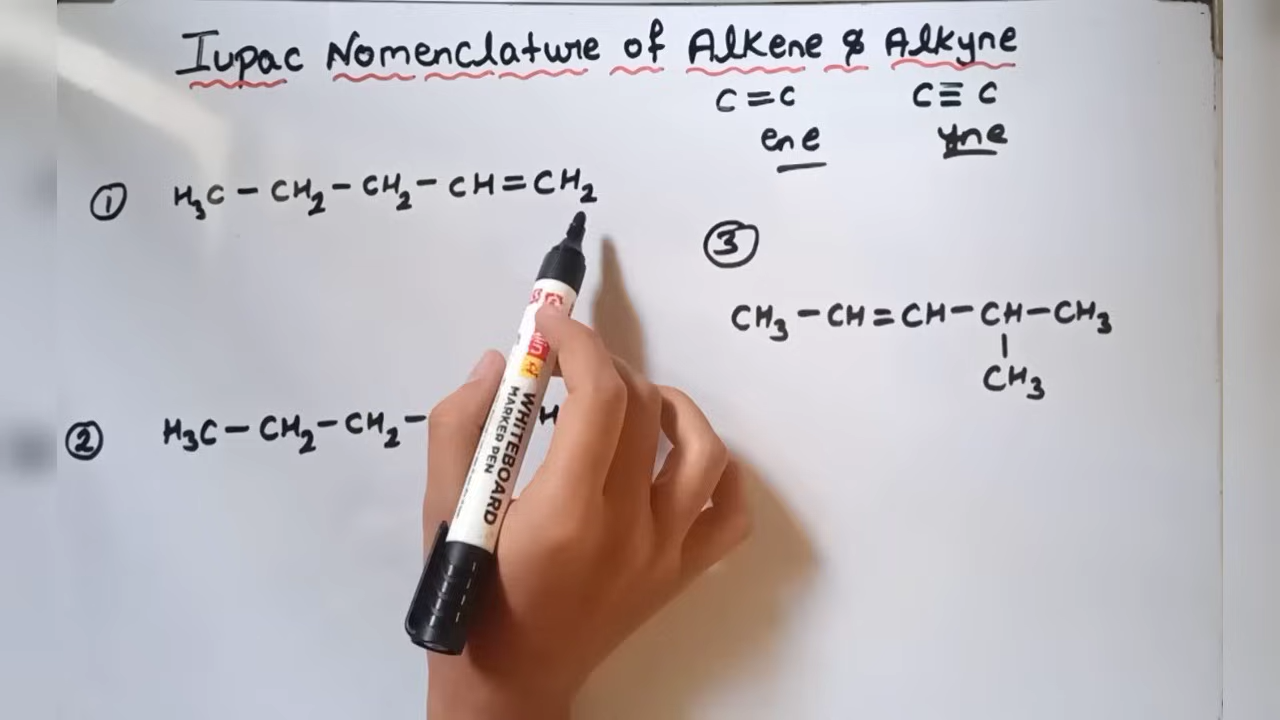 Iupac Nomenclature of Alkene & Alkyne
C=C C≡C
ene yne
① H₃C-CH₂-CH₂-CH=CH₂
③
CH₃-CH=CH-CH-CH₃
|
CH₃
② H₃C-CH₂-CH₂- H
WHITEBOARD
MARKER PEN